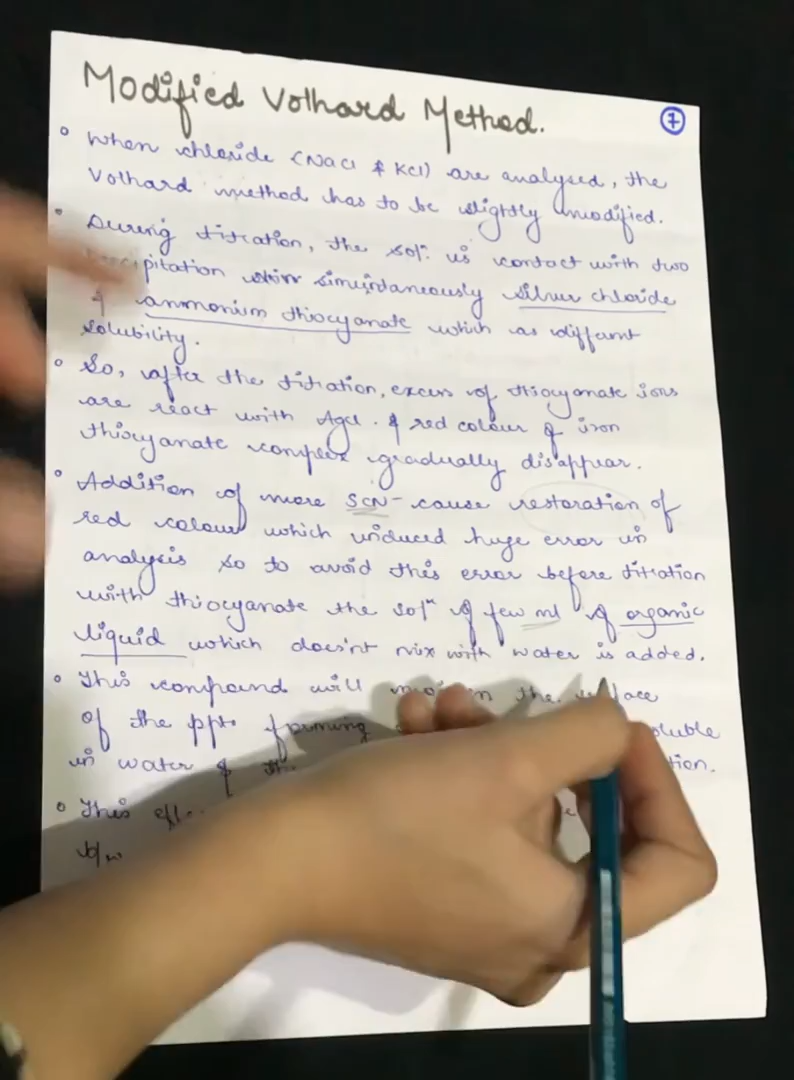 Modified Volhard Method.
7
When chloride (NaCl & KCl) are analysed, the
Volhard method has to be slightly modified.
During titration, the solⁿ. is contact with two
simultaneously silver chloride
& ammonium thiocyanate which as different
solubility.
So, after the titration, excess of thiocyanate ions
are react with AgCl. & red colour of iron
thiocyanate complex gradually disappear.
Addition of more SCN⁻ cause restoration of
red colour which induced huge error in
analysis so to avoid this error before titration
with thiocyanate the solⁿ of few ml of organic
liquid which does'nt mix with water is added.
This compound will the
of the ppt. forming
in water &
This